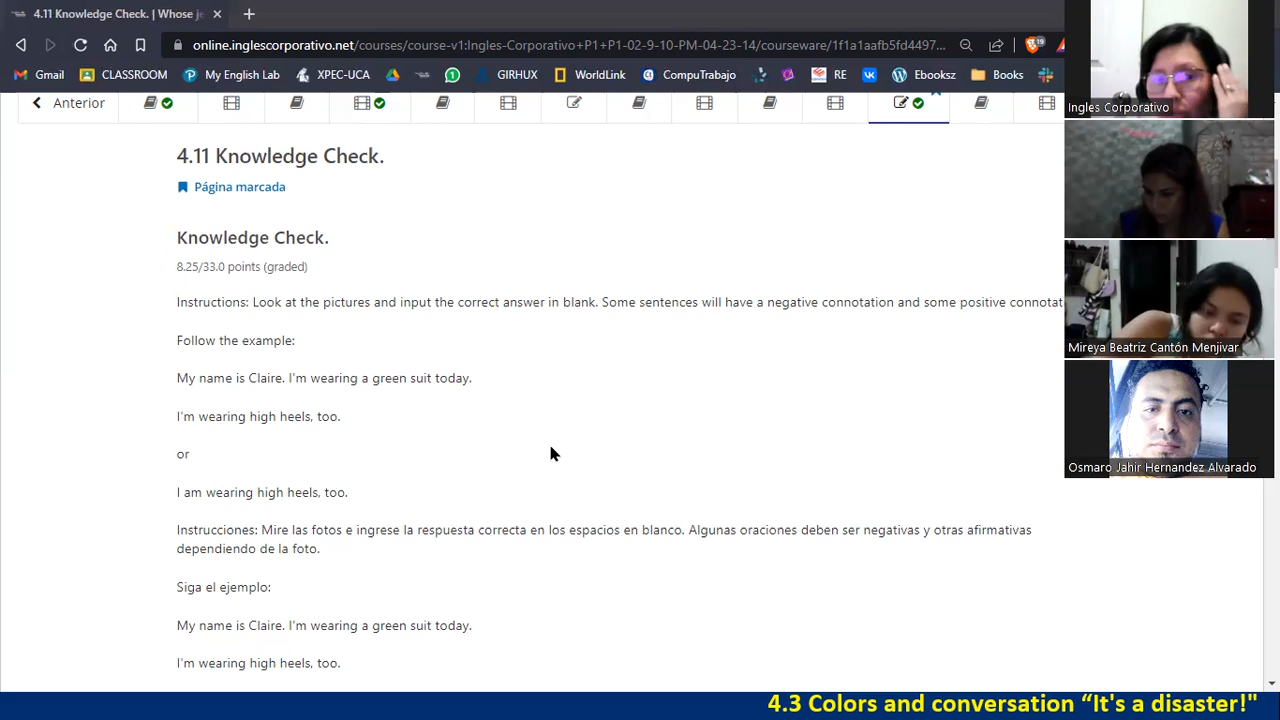 4.11 Knowledge Check. | Whose je
online.inglescorporativo.net/courses/course-v1:Ingles-Corporativo+P1+P1-02-9-10-PM-04-23-14/courseware/1f1a1aafb5fd4497...
19
Gmail CLASSROOM My English Lab XPEC-UCA GIRHUX WorldLink CompuTrabajo RE Ebooksz Books
Anterior
4.11 Knowledge Check.
Página marcada
Knowledge Check.
8.25/33.0 points (graded)
Instructions: Look at the pictures and input the correct answer in blank. Some sentences will have a negative connotation and some positive connotat
Follow the example:
My name is Claire. I'm wearing a green suit today.
I'm wearing high heels, too.
or
I am wearing high heels, too.
Instrucciones: Mire las fotos e ingrese la respuesta correcta en los espacios en blanco. Algunas oraciones deben ser negativas y otras afirmativas
dependiendo de la foto.
Siga el ejemplo:
My name is Claire. I'm wearing a green suit today.
I'm wearing high heels, too.
Ingles Corporativo
Mireya Beatriz Cantón Menjivar
Osmaro Jahir Hernandez Alvarado
4.3 Colors and conversation “It's a disaster!"